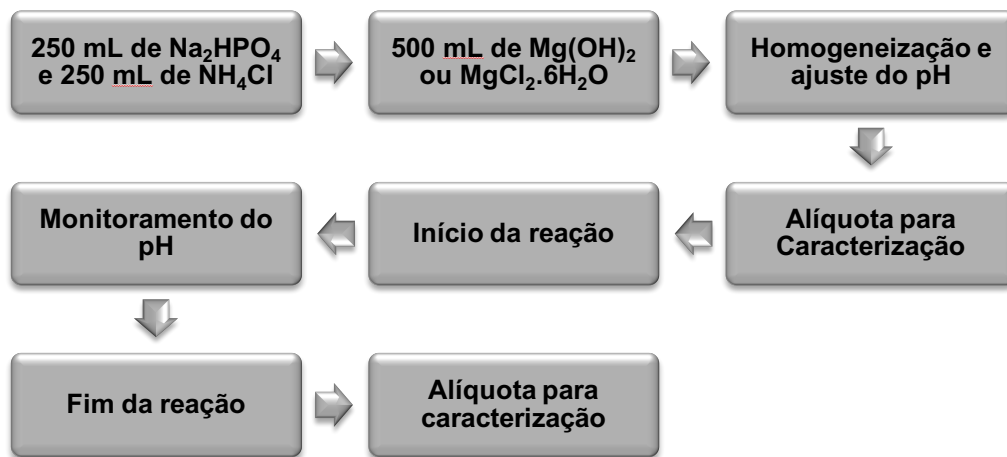 250 mL de Na₂HPO₄
e 250 mL de NH₄Cl
500 mL de Mg(OH)₂
ou MgCl₂.6H₂O
Homogeneização e
ajuste do pH
Alíquota para
Caracterização
Início da reação
Monitoramento do
pH
Fim da reação
Alíquota para
caracterização